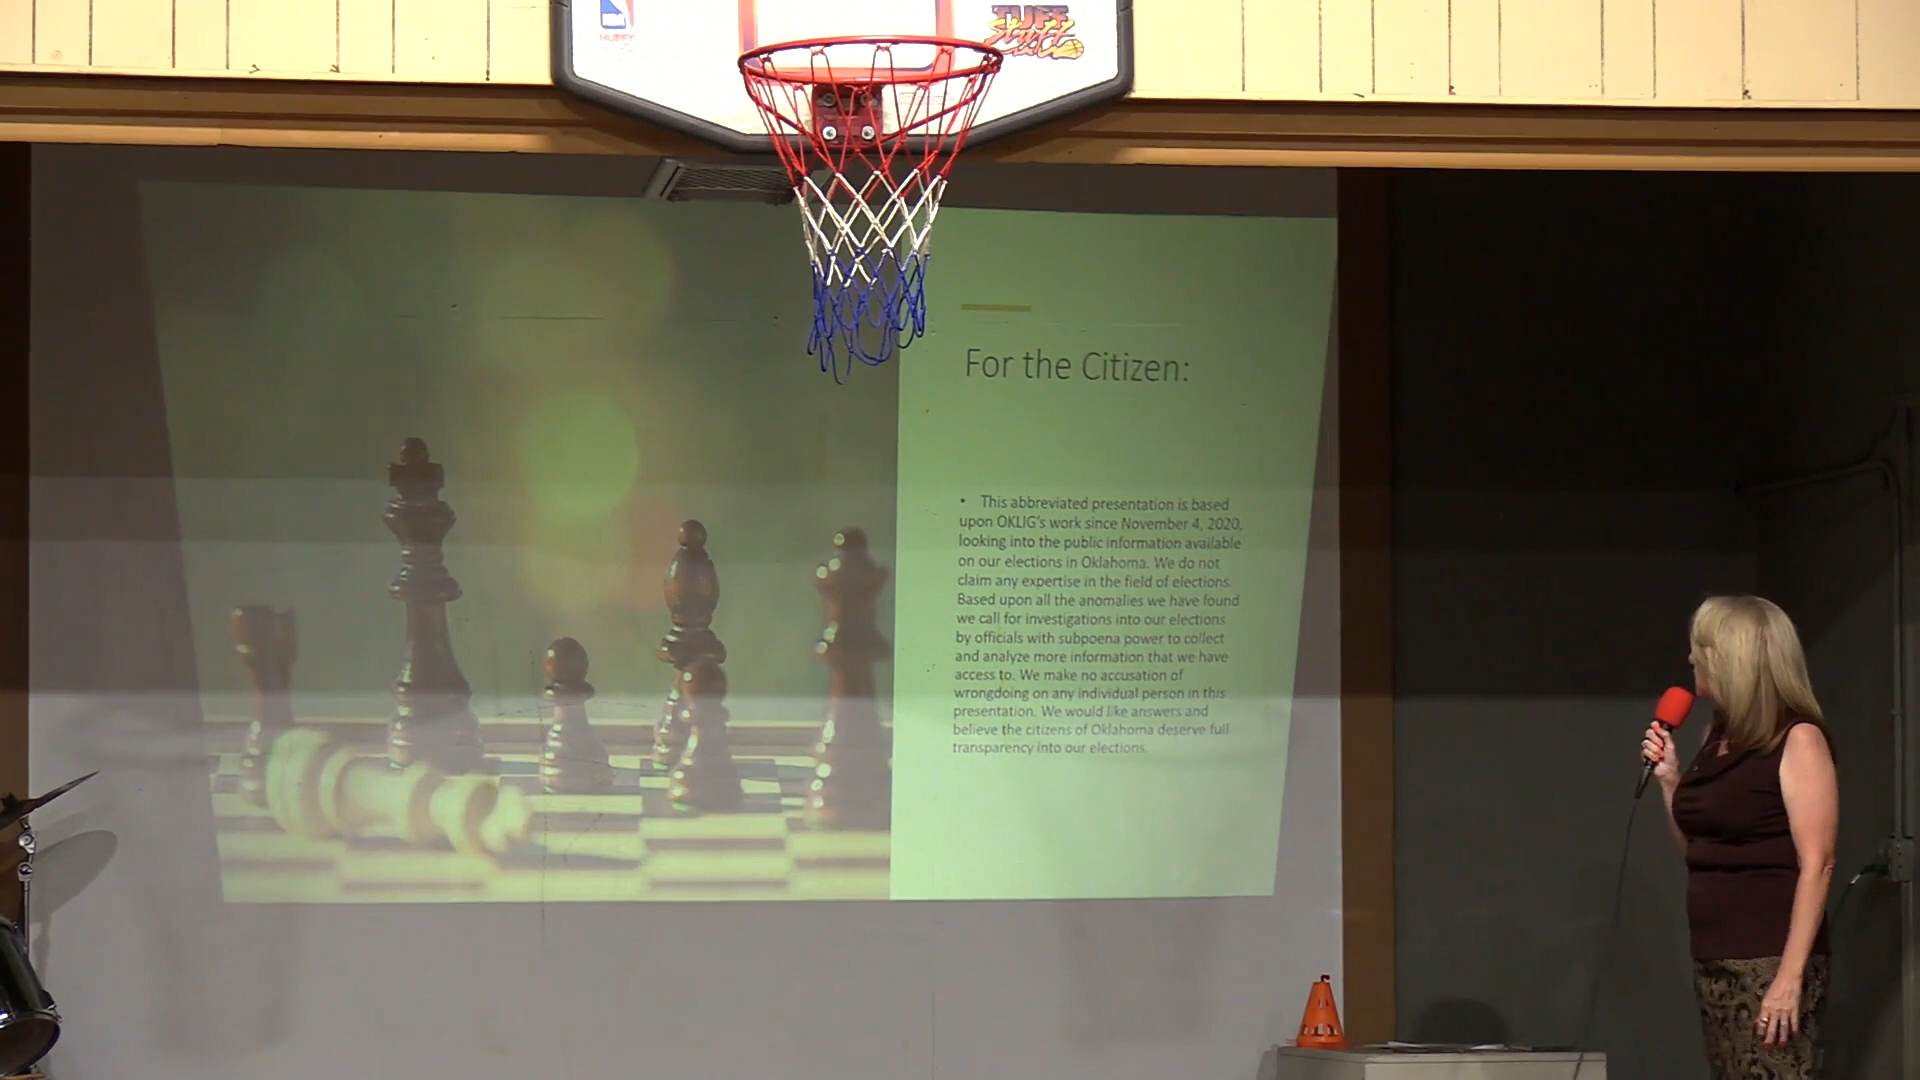 NBA
HUFFY
TUFF
Stuff
For the Citizen:
• This abbreviated presentation is based
upon OKLIG's work since November 4, 2020,
looking into the public information available
on our elections in Oklahoma. We do not
claim any expertise in the field of elections.
Based upon all the anomalies we have found
we call for investigations into our elections
by officials with subpoena power to collect
and analyze more information that we have
access to. We make no accusation of
wrongdoing on any individual person in this
presentation. We would like answers and
believe the citizens of Oklahoma deserve full
transparency into our elections.